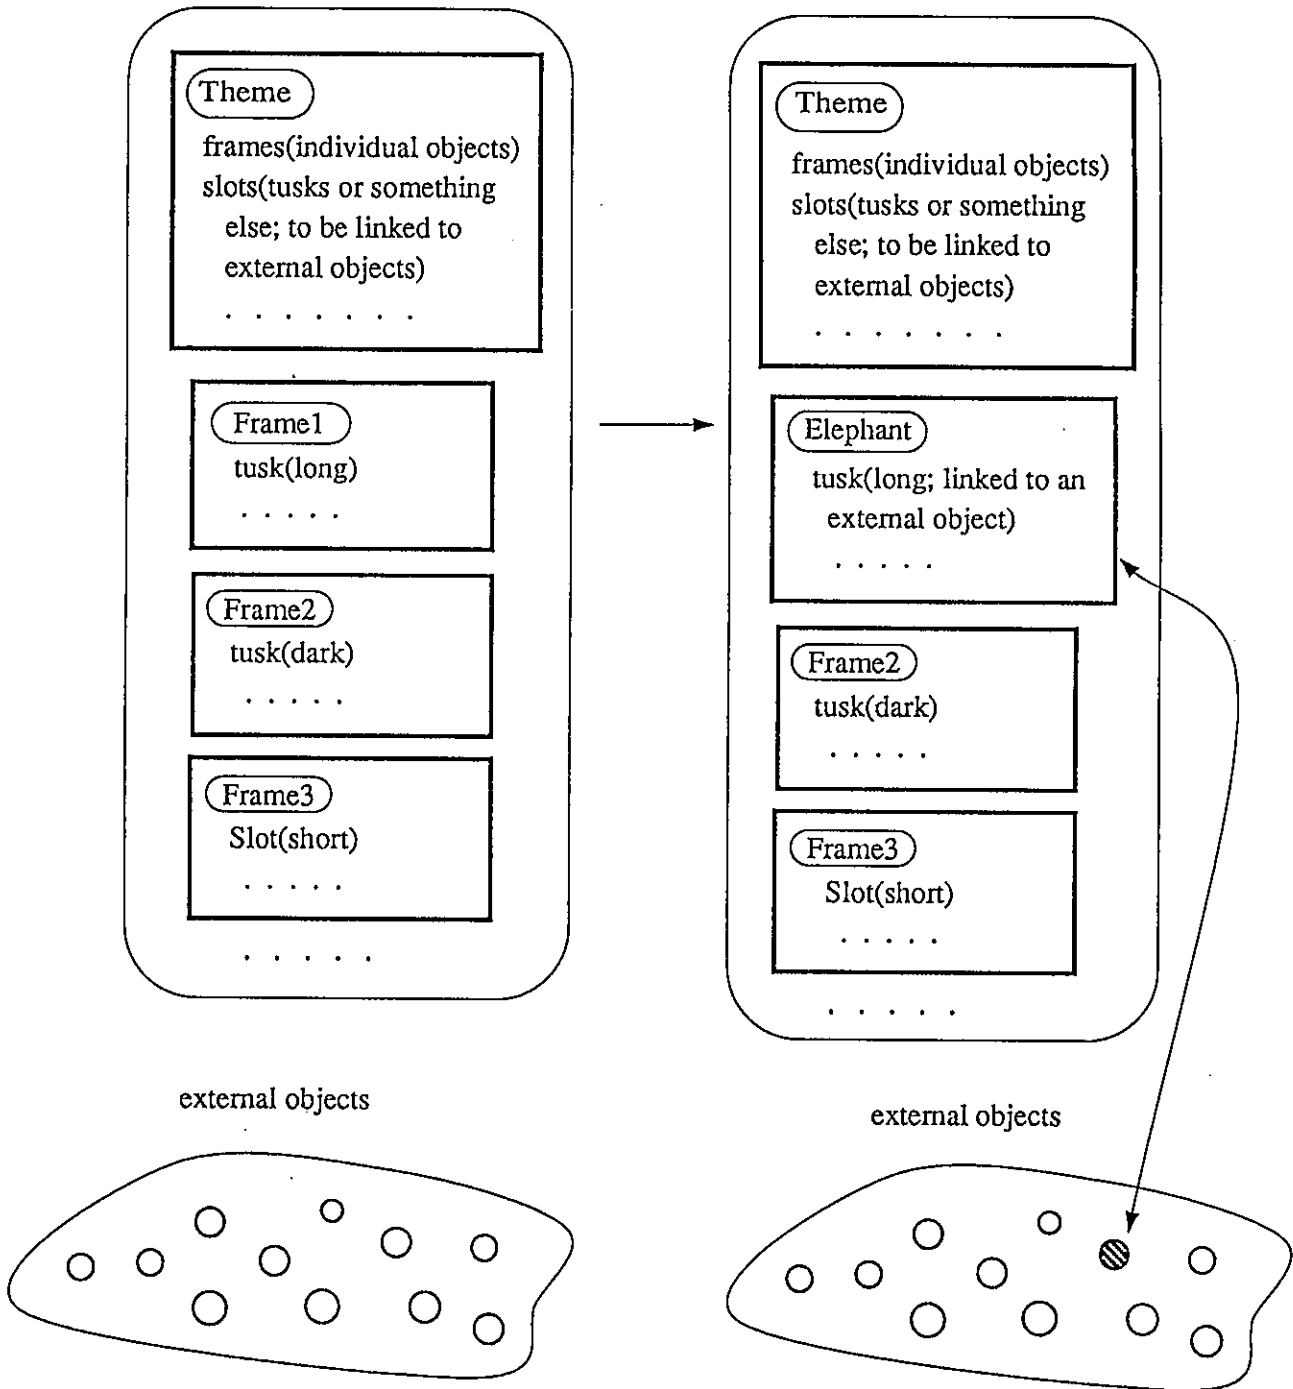 Theme
frames(individual objects)
slots(tusks or something
else; to be linked to
external objects)
. . . . . . .
Frame1
tusk(long)
. . . . .
Frame2
tusk(dark)
. . . . .
Frame3
Slot(short)
. . . . .
. . . . .
external objects
Theme
frames(individual objects)
slots(tusks or something
else; to be linked to
external objects)
. . . . . . .
Elephant
tusk(long; linked to an
external object)
. . . . .
Frame2
tusk(dark)
. . . . .
Frame3
Slot(short)
. . . . .
. . . . .
external objects